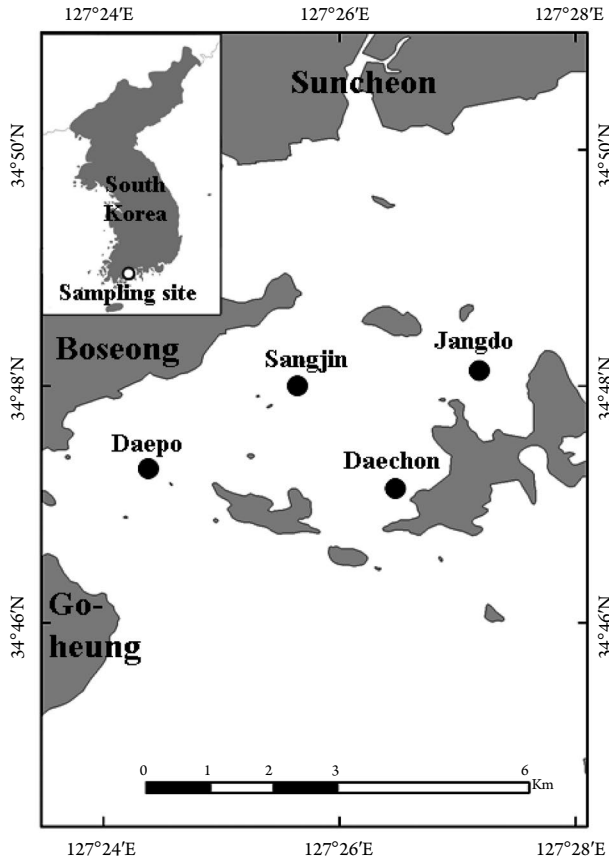 127°24′E 127°26′E 127°28′E
Suncheon
34°50′N 34°50′N
South
Korea
Sampling site
Boseong
Sangjin
Jangdo
34°48′N 34°48′N
Daepo
Daechon
Go-
heung
34°46′N 34°46′N
0 1 2 3 6
Km
127°24′E 127°26′E 127°28′E